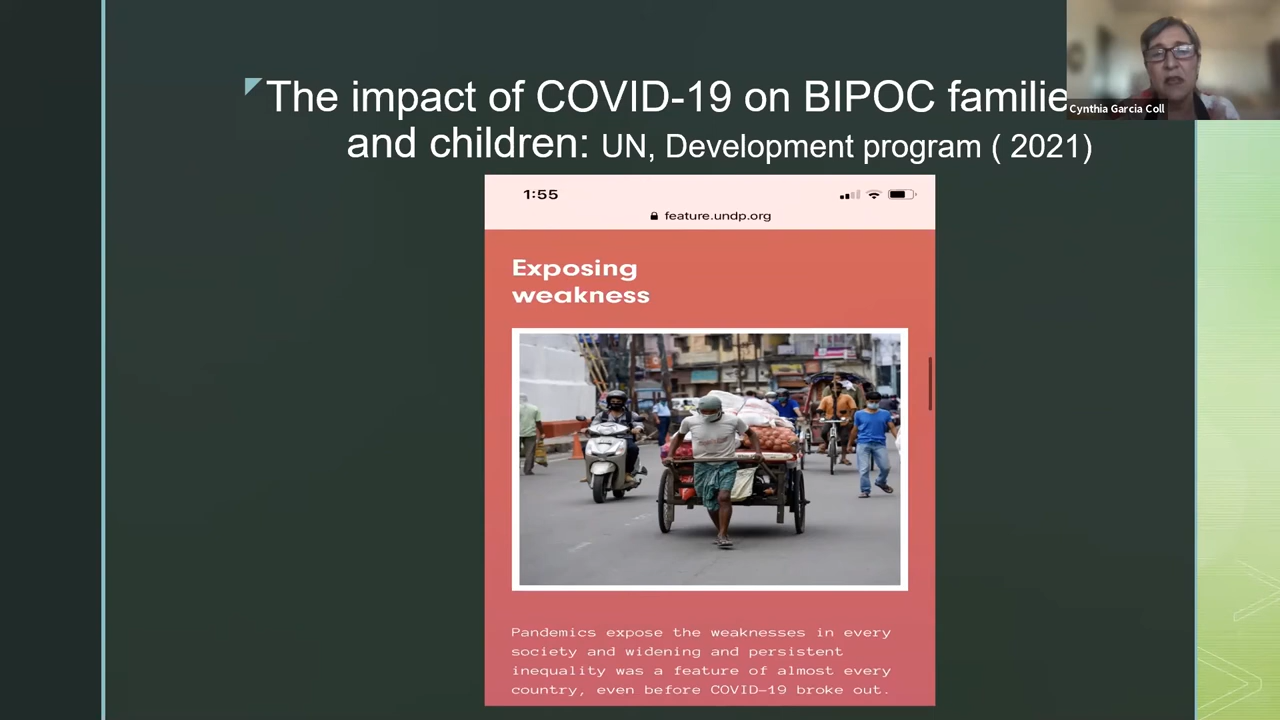 The impact of COVID-19 on BIPOC familie
Cynthia Garcia Coll
and children: UN, Development program ( 2021)
1:55
feature.undp.org
Exposing
weakness
Pandemics expose the weaknesses in every
society and widening and persistent
inequality was a feature of almost every
country, even before COVID-19 broke out.